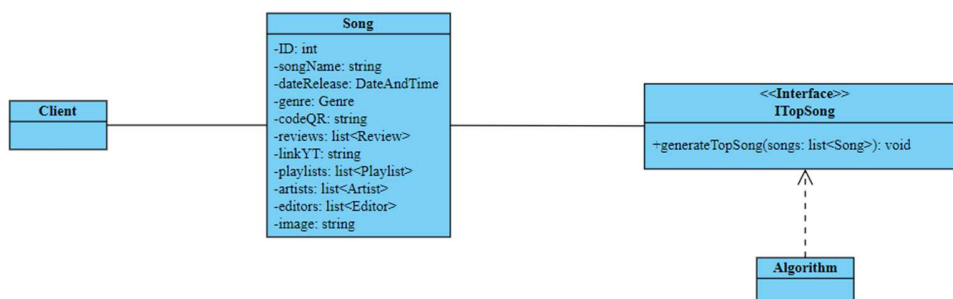 Client
Song
-ID: int
-songName: string
-dateRelease: DateAndTime
-genre: Genre
-codeQR: string
-reviews: list<Review>
-linkYT: string
-playlists: list<Playlist>
-artists: list<Artist>
-editors: list<Editor>
-image: string
<<Interface>>
ITopSong
+generateTopSong(songs: list<Song>): void
Algorithm